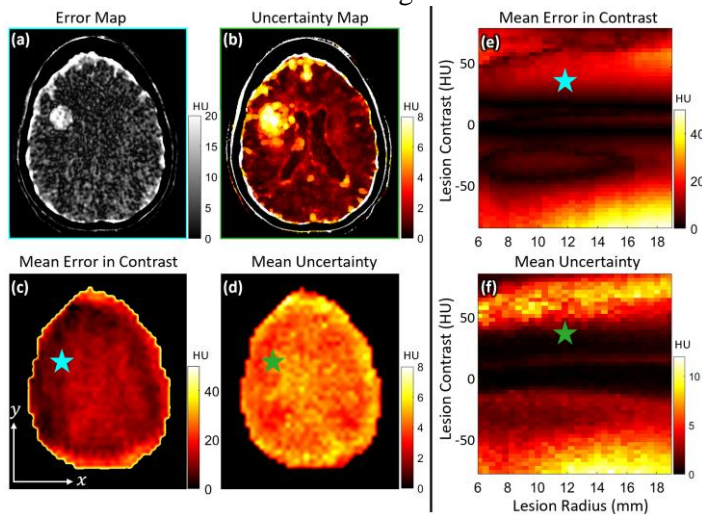 Error Map
Uncertainty Map
Mean Error in Contrast
(a)
(b)
(e)
HU
20
15
10
5
0
HU
8
6
4
2
0
Lesion Contrast (HU)
50
0
-50
HU
40
20
0
6 8 10 12 14 16 18
Mean Error in Contrast
Mean Uncertainty
Mean Uncertainty
(c)
(d)
(f)
y
x
HU
40
20
0
HU
8
6
4
2
0
Lesion Contrast (HU)
50
0
-50
HU
10
5
0
6 8 10 12 14 16 18
Lesion Radius (mm)